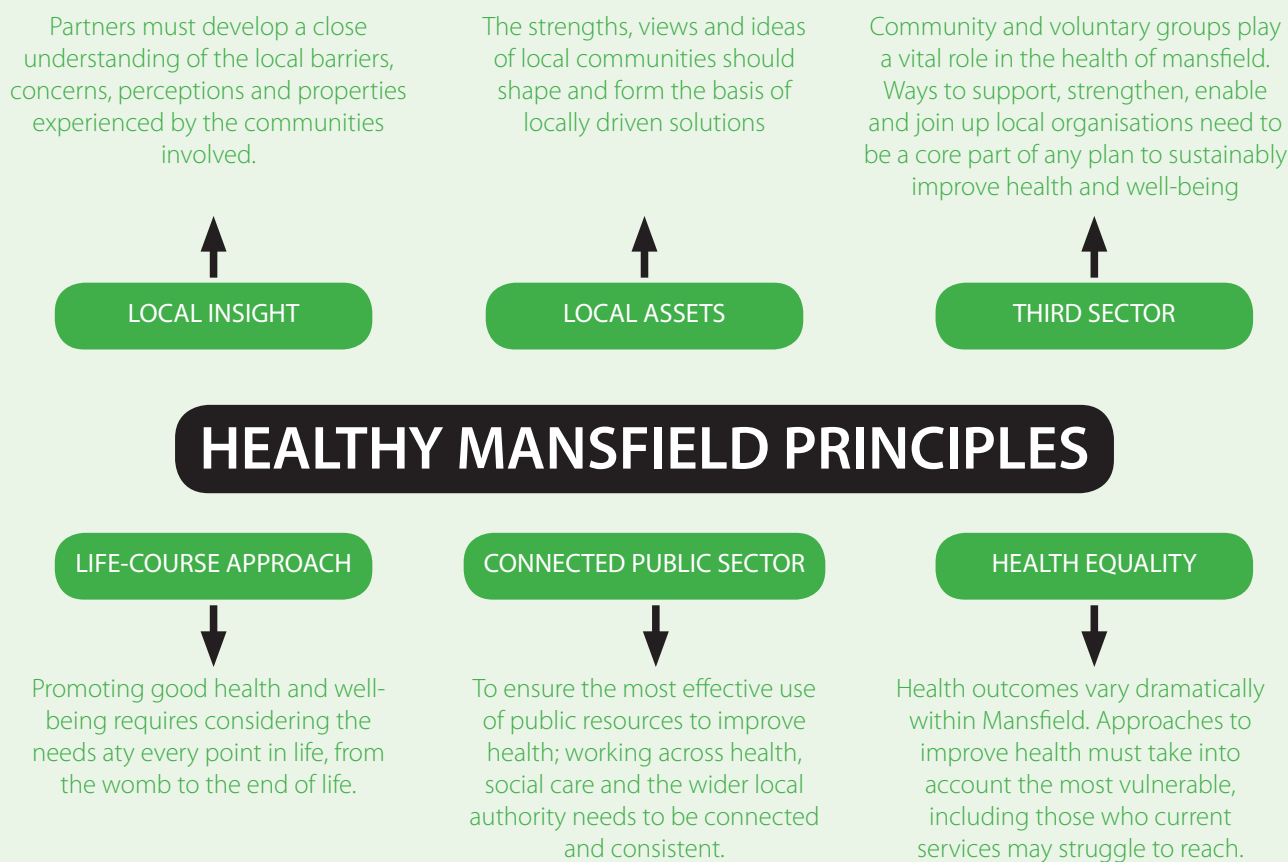 Partners must develop a close
understanding of the local barriers,
concerns, perceptions and properties
experienced by the communities
involved.
The strengths, views and ideas
of local communities should
shape and form the basis of
locally driven solutions
Community and voluntary groups play
a vital role in the health of mansfield.
Ways to support, strengthen, enable
and join up local organisations need to
be a core part of any plan to sustainably
improve health and well-being
LOCAL INSIGHT
LOCAL ASSETS
THIRD SECTOR
HEALTHY MANSFIELD PRINCIPLES
LIFE-COURSE APPROACH
CONNECTED PUBLIC SECTOR
HEALTH EQUALITY
Promoting good health and well-
being requires considering the
needs aty every point in life, from
the womb to the end of life.
To ensure the most effective use
of public resources to improve
health; working across health,
social care and the wider local
authority needs to be connected
and consistent.
Health outcomes vary dramatically
within Mansfield. Approaches to
improve health must take into
account the most vulnerable,
including those who current
services may struggle to reach.